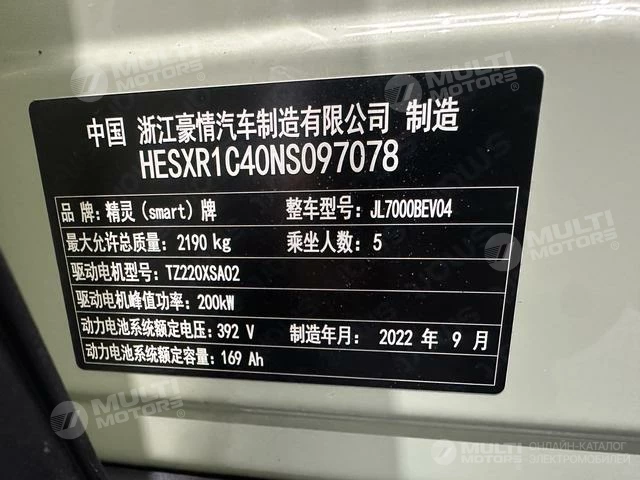 中国 浙江豪情汽车制造有限公司 制造
HESXR1C40NS097078
品 牌:精灵(smart)牌 整车型号:JL7000BEV04
最大允许总质量:2190 kg 乘坐人数:5
驱动电机型号:TZ220XSA02
驱动电机峰值功率:200kW
动力电池系统额定电压:392 V 制造年月:2022 年 9 月
动力电池系统额定容量:169 Ah
MULTI MOTORS
MULTI MOTORS
MULTI MOTORS
MULTI MOTORS
MULTI MOTORS ОНЛАЙН-КАТАЛОГ ЭЛЕКТРОМОБИЛЕЙ